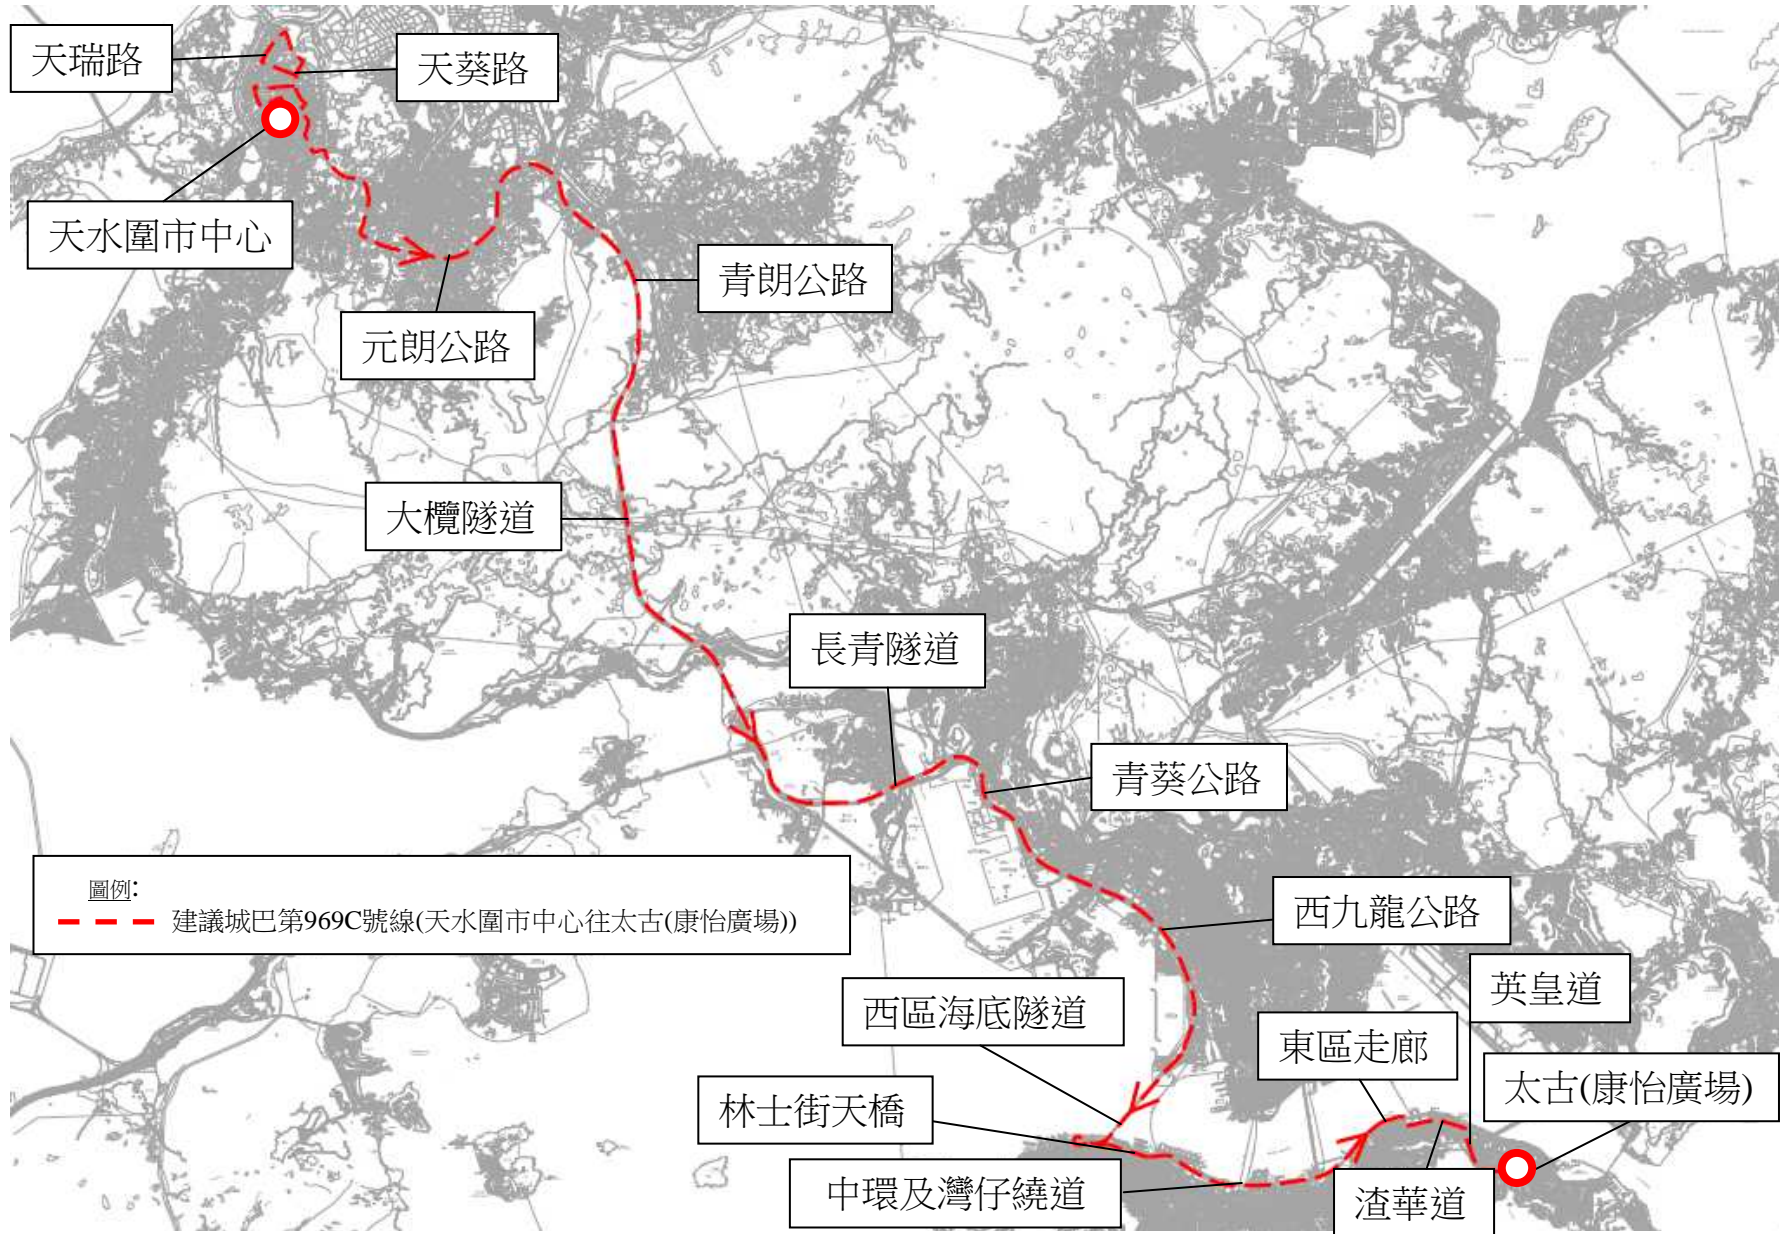 天瑞路
天葵路
天水圍市中心
青朗公路
元朗公路
大欖隧道
長青隧道
青葵公路
圖例:
建議城巴第969C號線(天水圍市中心往太古(康怡廣場))
西九龍公路
英皇道
西區海底隧道
東區走廊
太古(康怡廣場)
林士街天橋
中環及灣仔繞道
渣華道